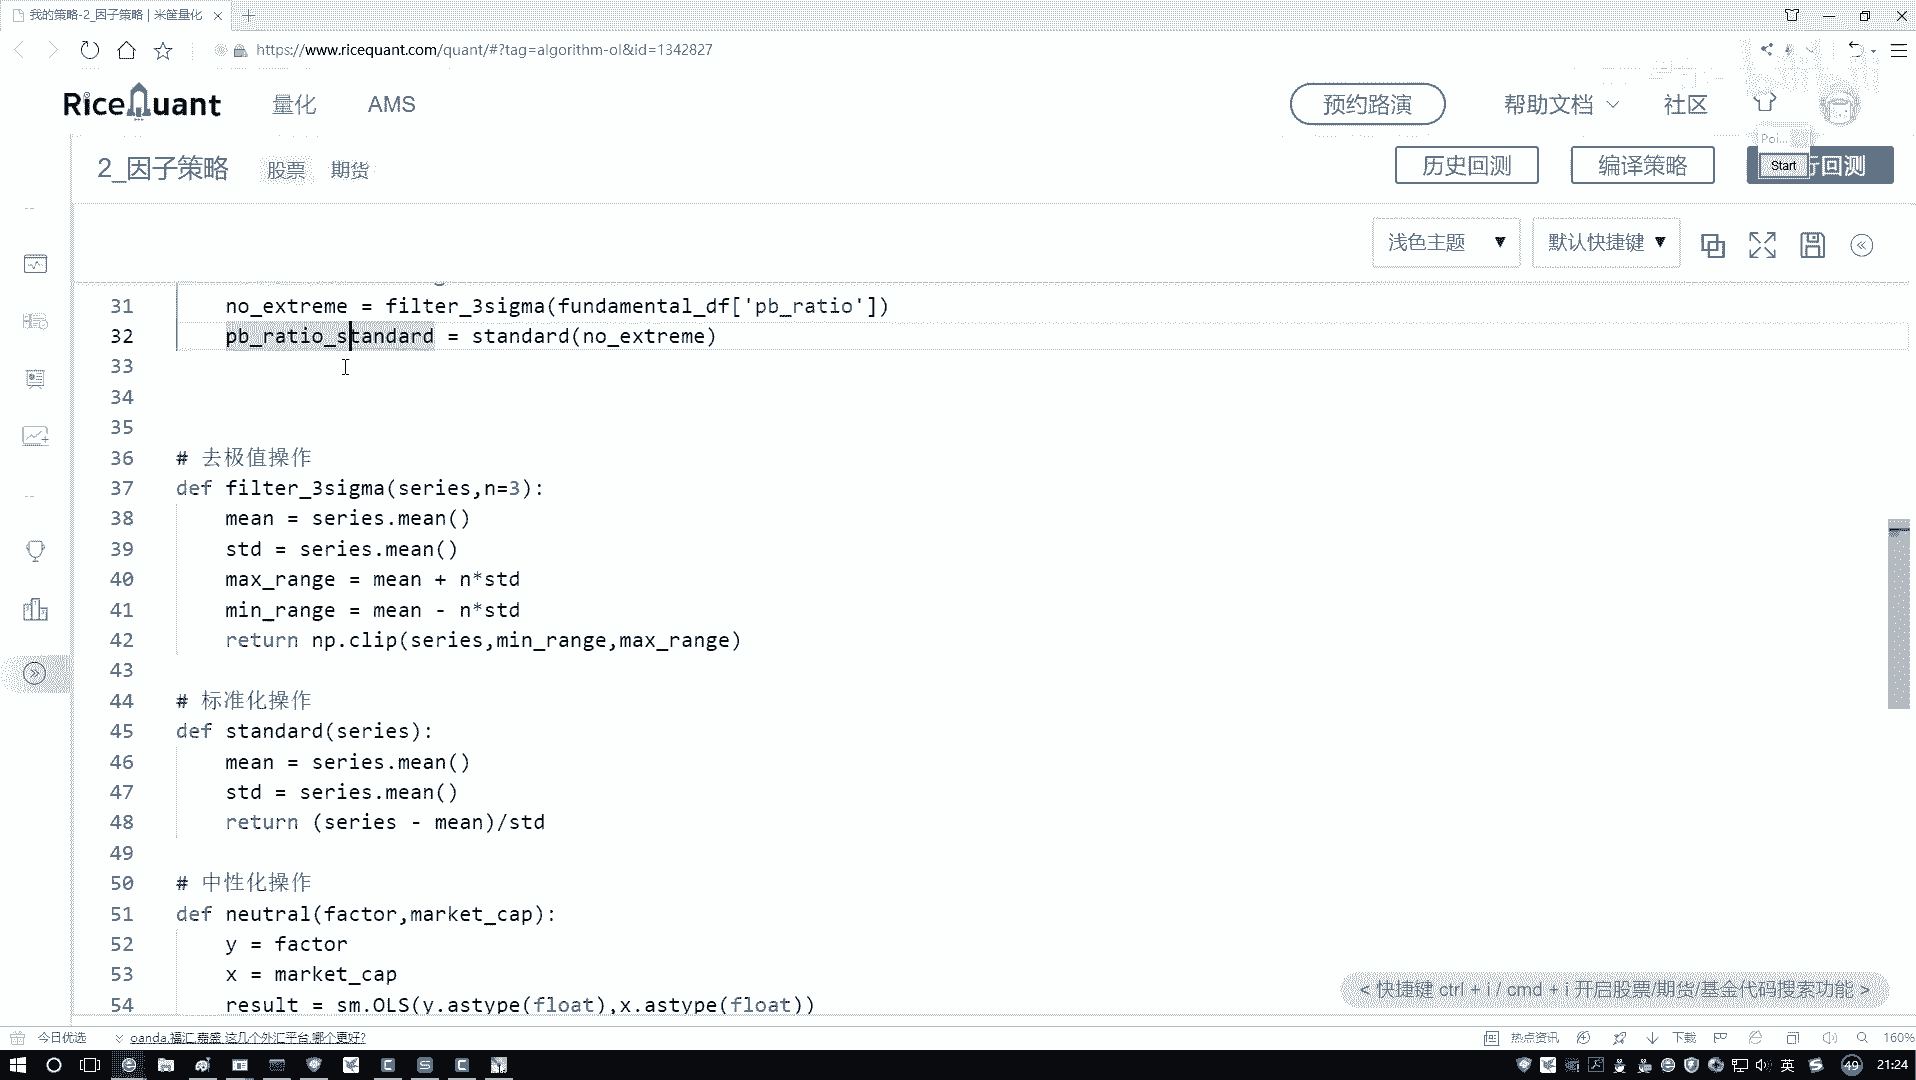 我的策略-2_因子策略 | 米筐量化
https://www.ricequant.com/quant/#?tag=algorithm-ol&id=1342827
RiceQuant 量化 AMS 预约路演 帮助文档 社区
Poi...
2_因子策略 股票 期货 历史回测 编译策略 Start 行回测
浅色主题 ▼ 默认快捷键 ▼
31 no_extreme = filter_3sigma(fundamental_df['pb_ratio'])
32 pb_ratio_standard = standard(no_extreme)
33
34
35
36 # 去极值操作
37 def filter_3sigma(series,n=3):
38 mean = series.mean()
39 std = series.mean()
40 max_range = mean + n*std
41 min_range = mean - n*std
42 return np.clip(series,min_range,max_range)
43
44 # 标准化操作
45 def standard(series):
46 mean = series.mean()
47 std = series.mean()
48 return (series - mean)/std
49
50 # 中性化操作
51 def neutral(factor,market_cap):
52 y = factor
53 x = market_cap
54 result = sm.OLS(y.astype(float),x.astype(float))
< 快捷键 ctrl + i / cmd + i 开启股票/期货/基金代码搜索功能 >
今日优选 oanda,福汇,嘉盛 这几个外汇平台,哪个更好? 热点资讯 下载 160%
英 49 21:24